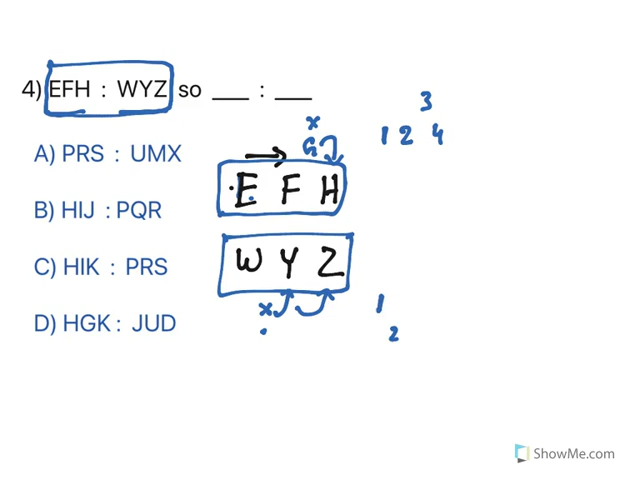 4) EFH : WYZ so ___ : ___
3
1 2 4
A) PRS : UMX
x
G
E F H
B) HIJ : PQR
W Y Z
C) HIK : PRS
x
1
D) HGK : JUD
2
ShowMe.com